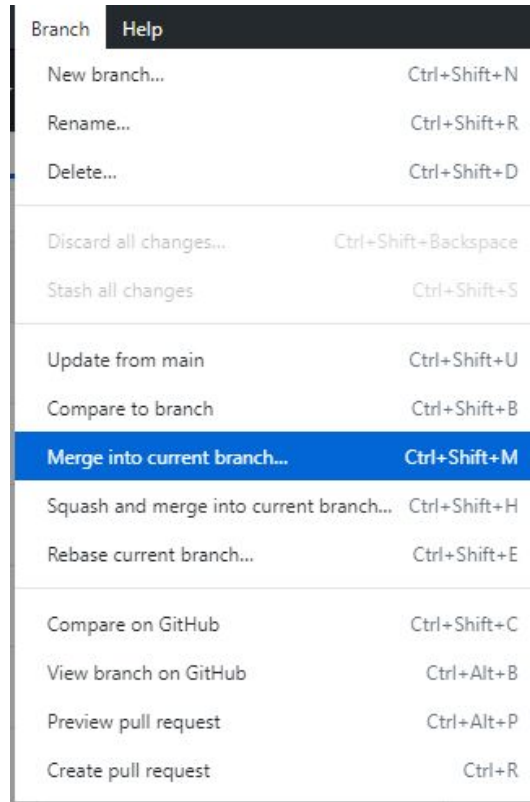 Branch Help
New branch... Ctrl+Shift+N
Rename... Ctrl+Shift+R
Delete... Ctrl+Shift+D
Discard all changes... Ctrl+Shift+Backspace
Stash all changes Ctrl+Shift+S
Update from main Ctrl+Shift+U
Compare to branch Ctrl+Shift+B
Merge into current branch... Ctrl+Shift+M
Squash and merge into current branch... Ctrl+Shift+H
Rebase current branch... Ctrl+Shift+E
Compare on GitHub Ctrl+Shift+C
View branch on GitHub Ctrl+Alt+B
Preview pull request Ctrl+Alt+P
Create pull request Ctrl+R